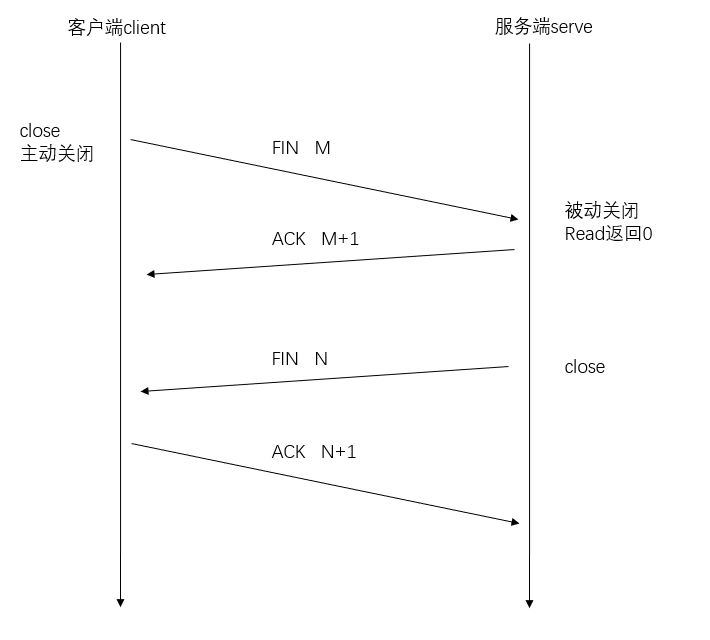 客户端client
服务端serve
close
主动关闭
FIN M
被动关闭
Read返回0
ACK M+1
FIN N
close
ACK N+1